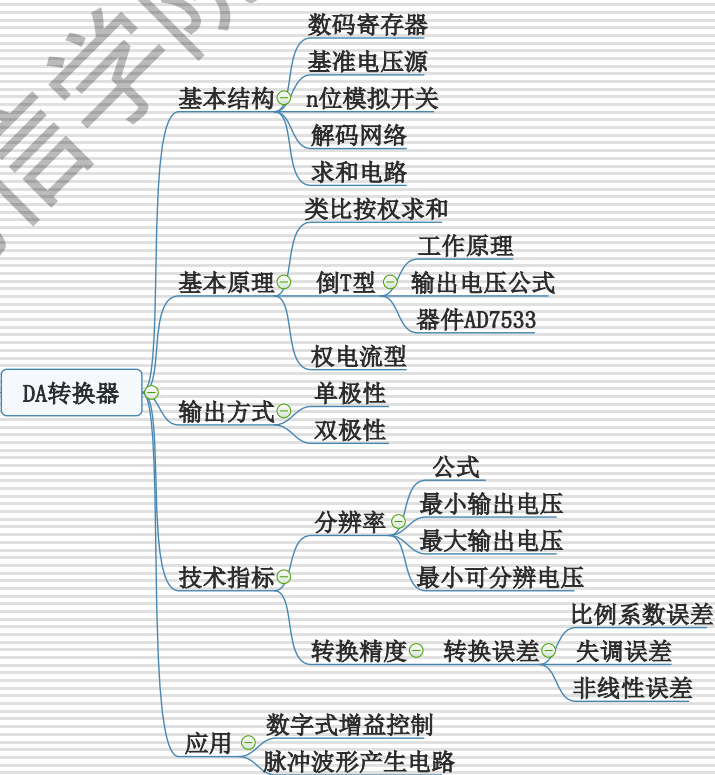 数码寄存器
基准电压源
基本结构
n位模拟开关
解码网络
求和电路
类比按权求和
工作原理
基本原理
倒T型
输出电压公式
器件AD7533
权电流型
DA转换器
单极性
输出方式
双极性
公式
最小输出电压
分辨率
最大输出电压
技术指标
最小可分辨电压
比例系数误差
转换精度
转换误差
失调误差
非线性误差
数字式增益控制
应用
脉冲波形产生电路
信学院